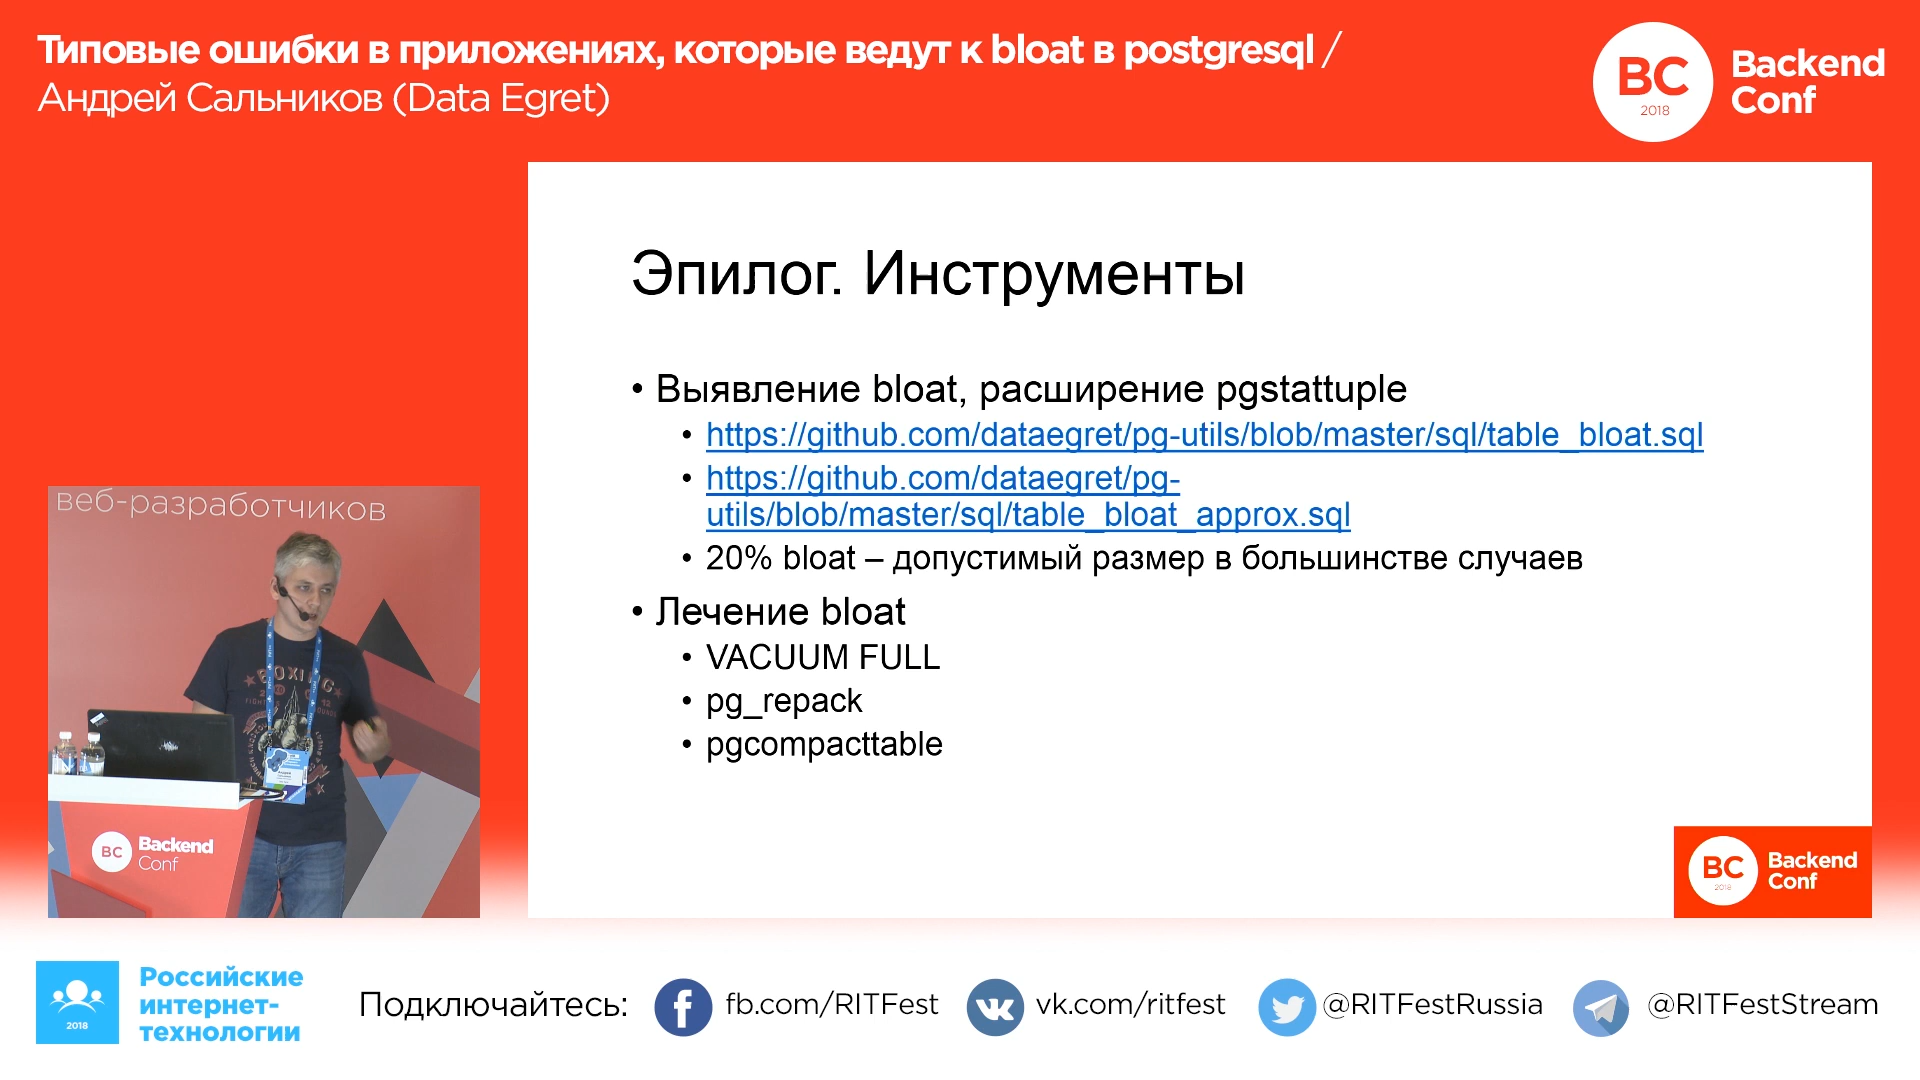 Типовые ошибки в приложениях, которые ведут к bloat в postgresql /
Андрей Сальников (Data Egret)
BC
2018
Backend
Conf
Эпилог. Инструменты
• Выявление bloat, расширение pgstattuple
• https://github.com/dataegret/pg-utils/blob/master/sql/table_bloat.sql
• https://github.com/dataegret/pg-
utils/blob/master/sql/table_bloat_approx.sql
• 20% bloat – допустимый размер в большинстве случаев
• Лечение bloat
• VACUUM FULL
• pg_repack
• pgcompacttable
веб-разработчиков
BOXING
BC
Backend
Conf
BC
2018
Backend
Conf
2018
Российские
интернет-
технологии
Подключайтесь:
fb.com/RITFest
vk.com/ritfest
@RITFestRussia
@RITFestStream